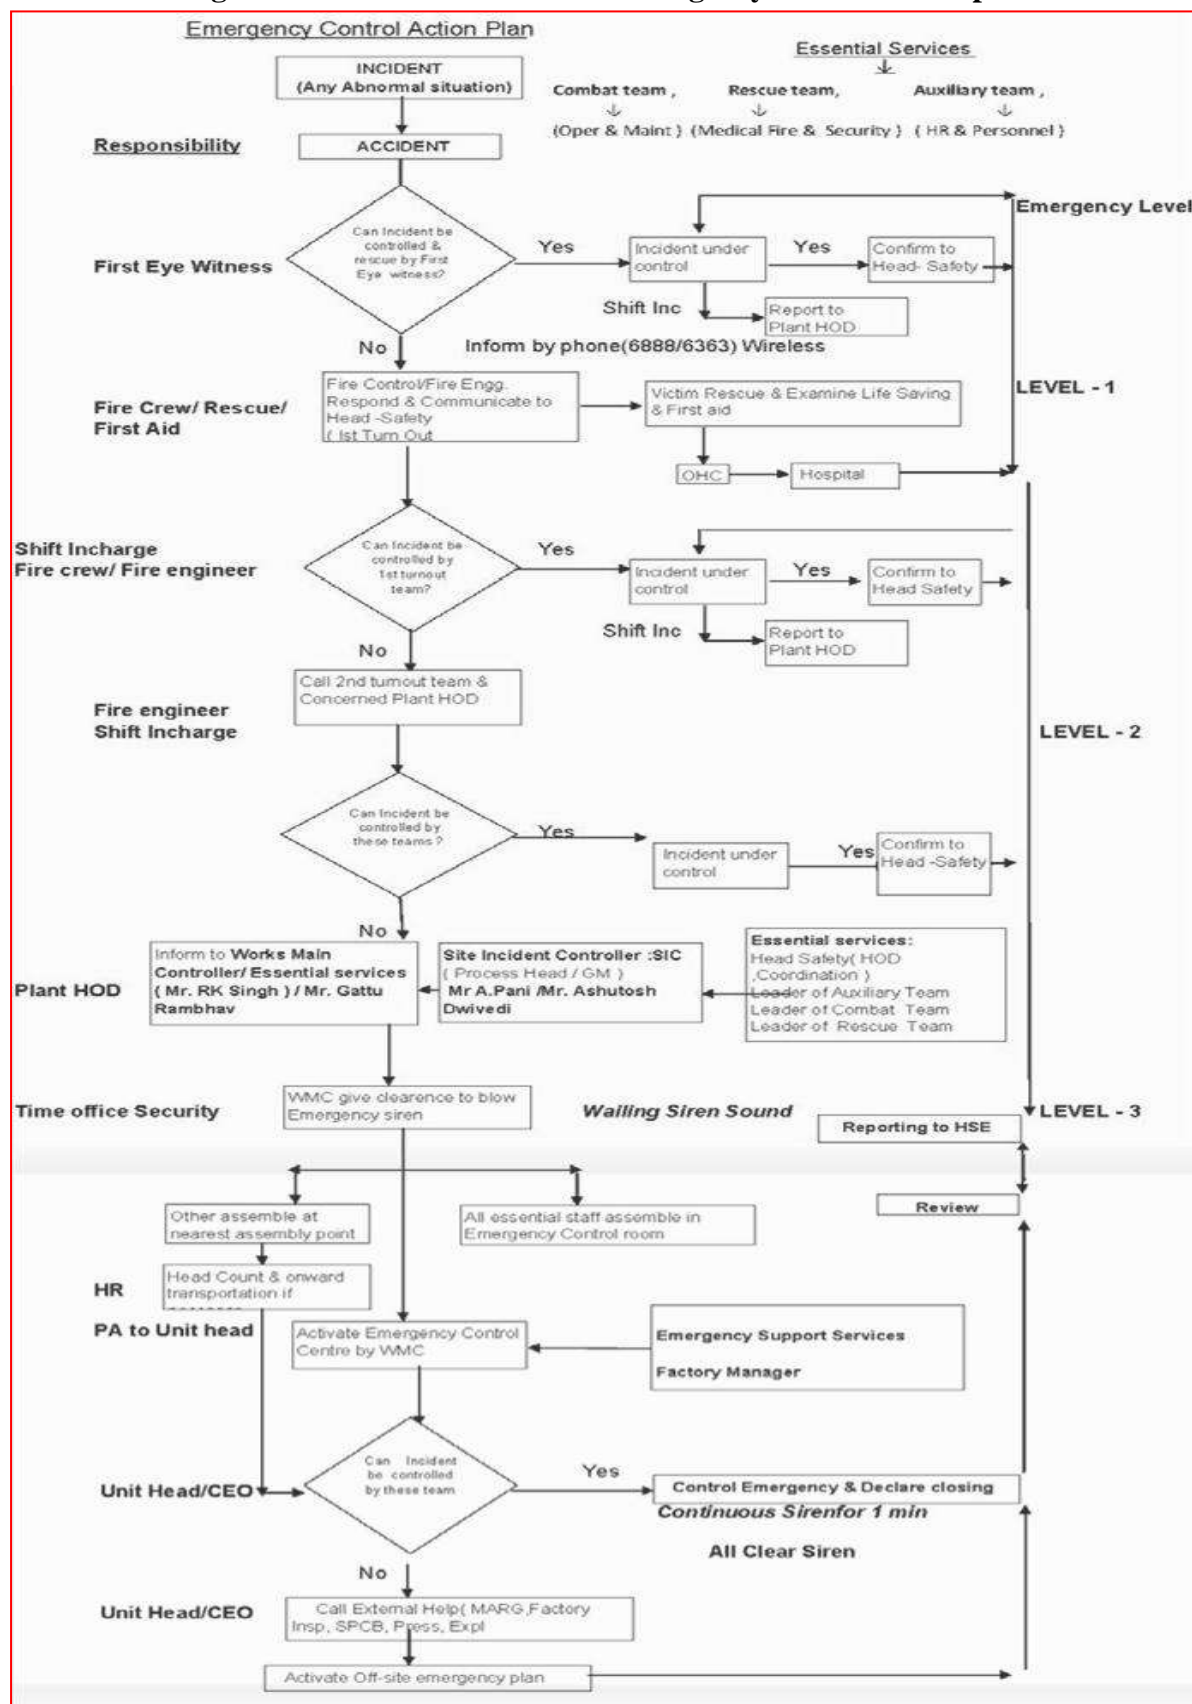 Emergency Control Action Plan
Essential Services
INCIDENT
(Any Abnormal situation)
Combat team ,
Rescue team,
Auxiliary team ,
(Oper & Maint )
(Medical Fire & Security )
( HR & Personnel )
Responsibility
ACCIDENT
Emergency Level
Can Incident be
controlled &
rescue by First
Eye witness?
First Eye Witness
Yes
Incident under
control
Yes
Confirm to
Head- Safety
Shift Inc
Report to
Plant HOD
No
Inform by phone(6888/6363) Wireless
Fire Crew/ Rescue/
First Aid
Fire Control/Fire Engg.
Respond & Communicate to
Head -Safety
( Ist Turn Out
Victim Rescue & Examine Life Saving
& First aid
LEVEL - 1
OHC
Hospital
Shift Incharge
Fire crew/ Fire engineer
Can Incident be
controlled by
1st turnout
team?
Yes
Incident under
control
Yes
Confirm to
Head Safety
Shift Inc
Report to
Plant HOD
No
Call 2nd turnout team &
Concerned Plant HOD
Fire engineer
Shift Incharge
LEVEL - 2
Can Incident be
controlled by
these teams ?
Yes
Incident under
control
Yes
Confirm to
Head -Safety
No
Plant HOD
Inform to Works Main
Controller/ Essential services
( Mr. RK Singh ) / Mr. Gattu
Rambhav
Site Incident Controller :SIC
( Process Head / GM )
Mr A.Pani /Mr. Ashutosh
Dwivedi
Essential services:
Head Safety( HOD
,Coordination )
Leader of Auxiliary Team
Leader of Combat Team
Leader of Rescue Team
Time office Security
WMC give clearence to blow
Emergency siren
Wailing Siren Sound
LEVEL - 3
Reporting to HSE
Review
Other assemble at
nearest assembly point
All essential staff assemble in
Emergency Control room
HR
Head Count & onward
transportation if
PA to Unit head
Activate Emergency Control
Centre by WMC
Emergency Support Services
Factory Manager
Can Incident
be controlled
by these team
Unit Head/CEO
Yes
Control Emergency & Declare closing
Continuous Sirenfor 1 min
All Clear Siren
No
Unit Head/CEO
Call External Help( MARG,Factory
Insp, SPCB, Press, Expl
Activate Off-site emergency plan